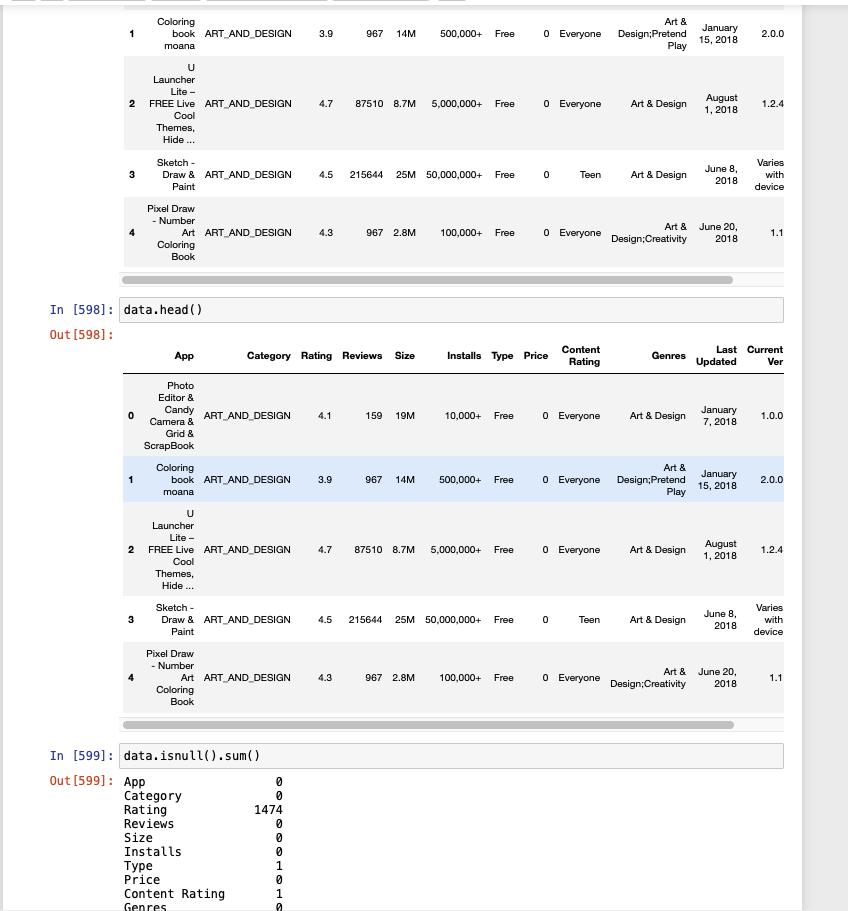 1 Coloring book moana ART_AND_DESIGN 3.9 967 14M 500,000+ Free 0 Everyone Art & Design;Pretend Play January 15, 2018 2.0.0
2 U Launcher Lite – FREE Live Cool Themes, Hide ... ART_AND_DESIGN 4.7 87510 8.7M 5,000,000+ Free 0 Everyone Art & Design August 1, 2018 1.2.4
3 Sketch - Draw & Paint ART_AND_DESIGN 4.5 215644 25M 50,000,000+ Free 0 Teen Art & Design June 8, 2018 Varies with device
4 Pixel Draw - Number Art Coloring Book ART_AND_DESIGN 4.3 967 2.8M 100,000+ Free 0 Everyone Art & Design;Creativity June 20, 2018 1.1
In [598]: data.head()
Out[598]:
App Category Rating Reviews Size Installs Type Price Content Rating Genres Last Updated Current Ver
0 Photo Editor & Candy Camera & Grid & ScrapBook ART_AND_DESIGN 4.1 159 19M 10,000+ Free 0 Everyone Art & Design January 7, 2018 1.0.0
1 Coloring book moana ART_AND_DESIGN 3.9 967 14M 500,000+ Free 0 Everyone Art & Design;Pretend Play January 15, 2018 2.0.0
2 U Launcher Lite – FREE Live Cool Themes, Hide ... ART_AND_DESIGN 4.7 87510 8.7M 5,000,000+ Free 0 Everyone Art & Design August 1, 2018 1.2.4
3 Sketch - Draw & Paint ART_AND_DESIGN 4.5 215644 25M 50,000,000+ Free 0 Teen Art & Design June 8, 2018 Varies with device
4 Pixel Draw - Number Art Coloring Book ART_AND_DESIGN 4.3 967 2.8M 100,000+ Free 0 Everyone Art & Design;Creativity June 20, 2018 1.1
In [599]: data.isnull().sum()
Out[599]: App 0
Category 0
Rating 1474
Reviews 0
Size 0
Installs 0
Type 1
Price 0
Content Rating 1
Genres 0